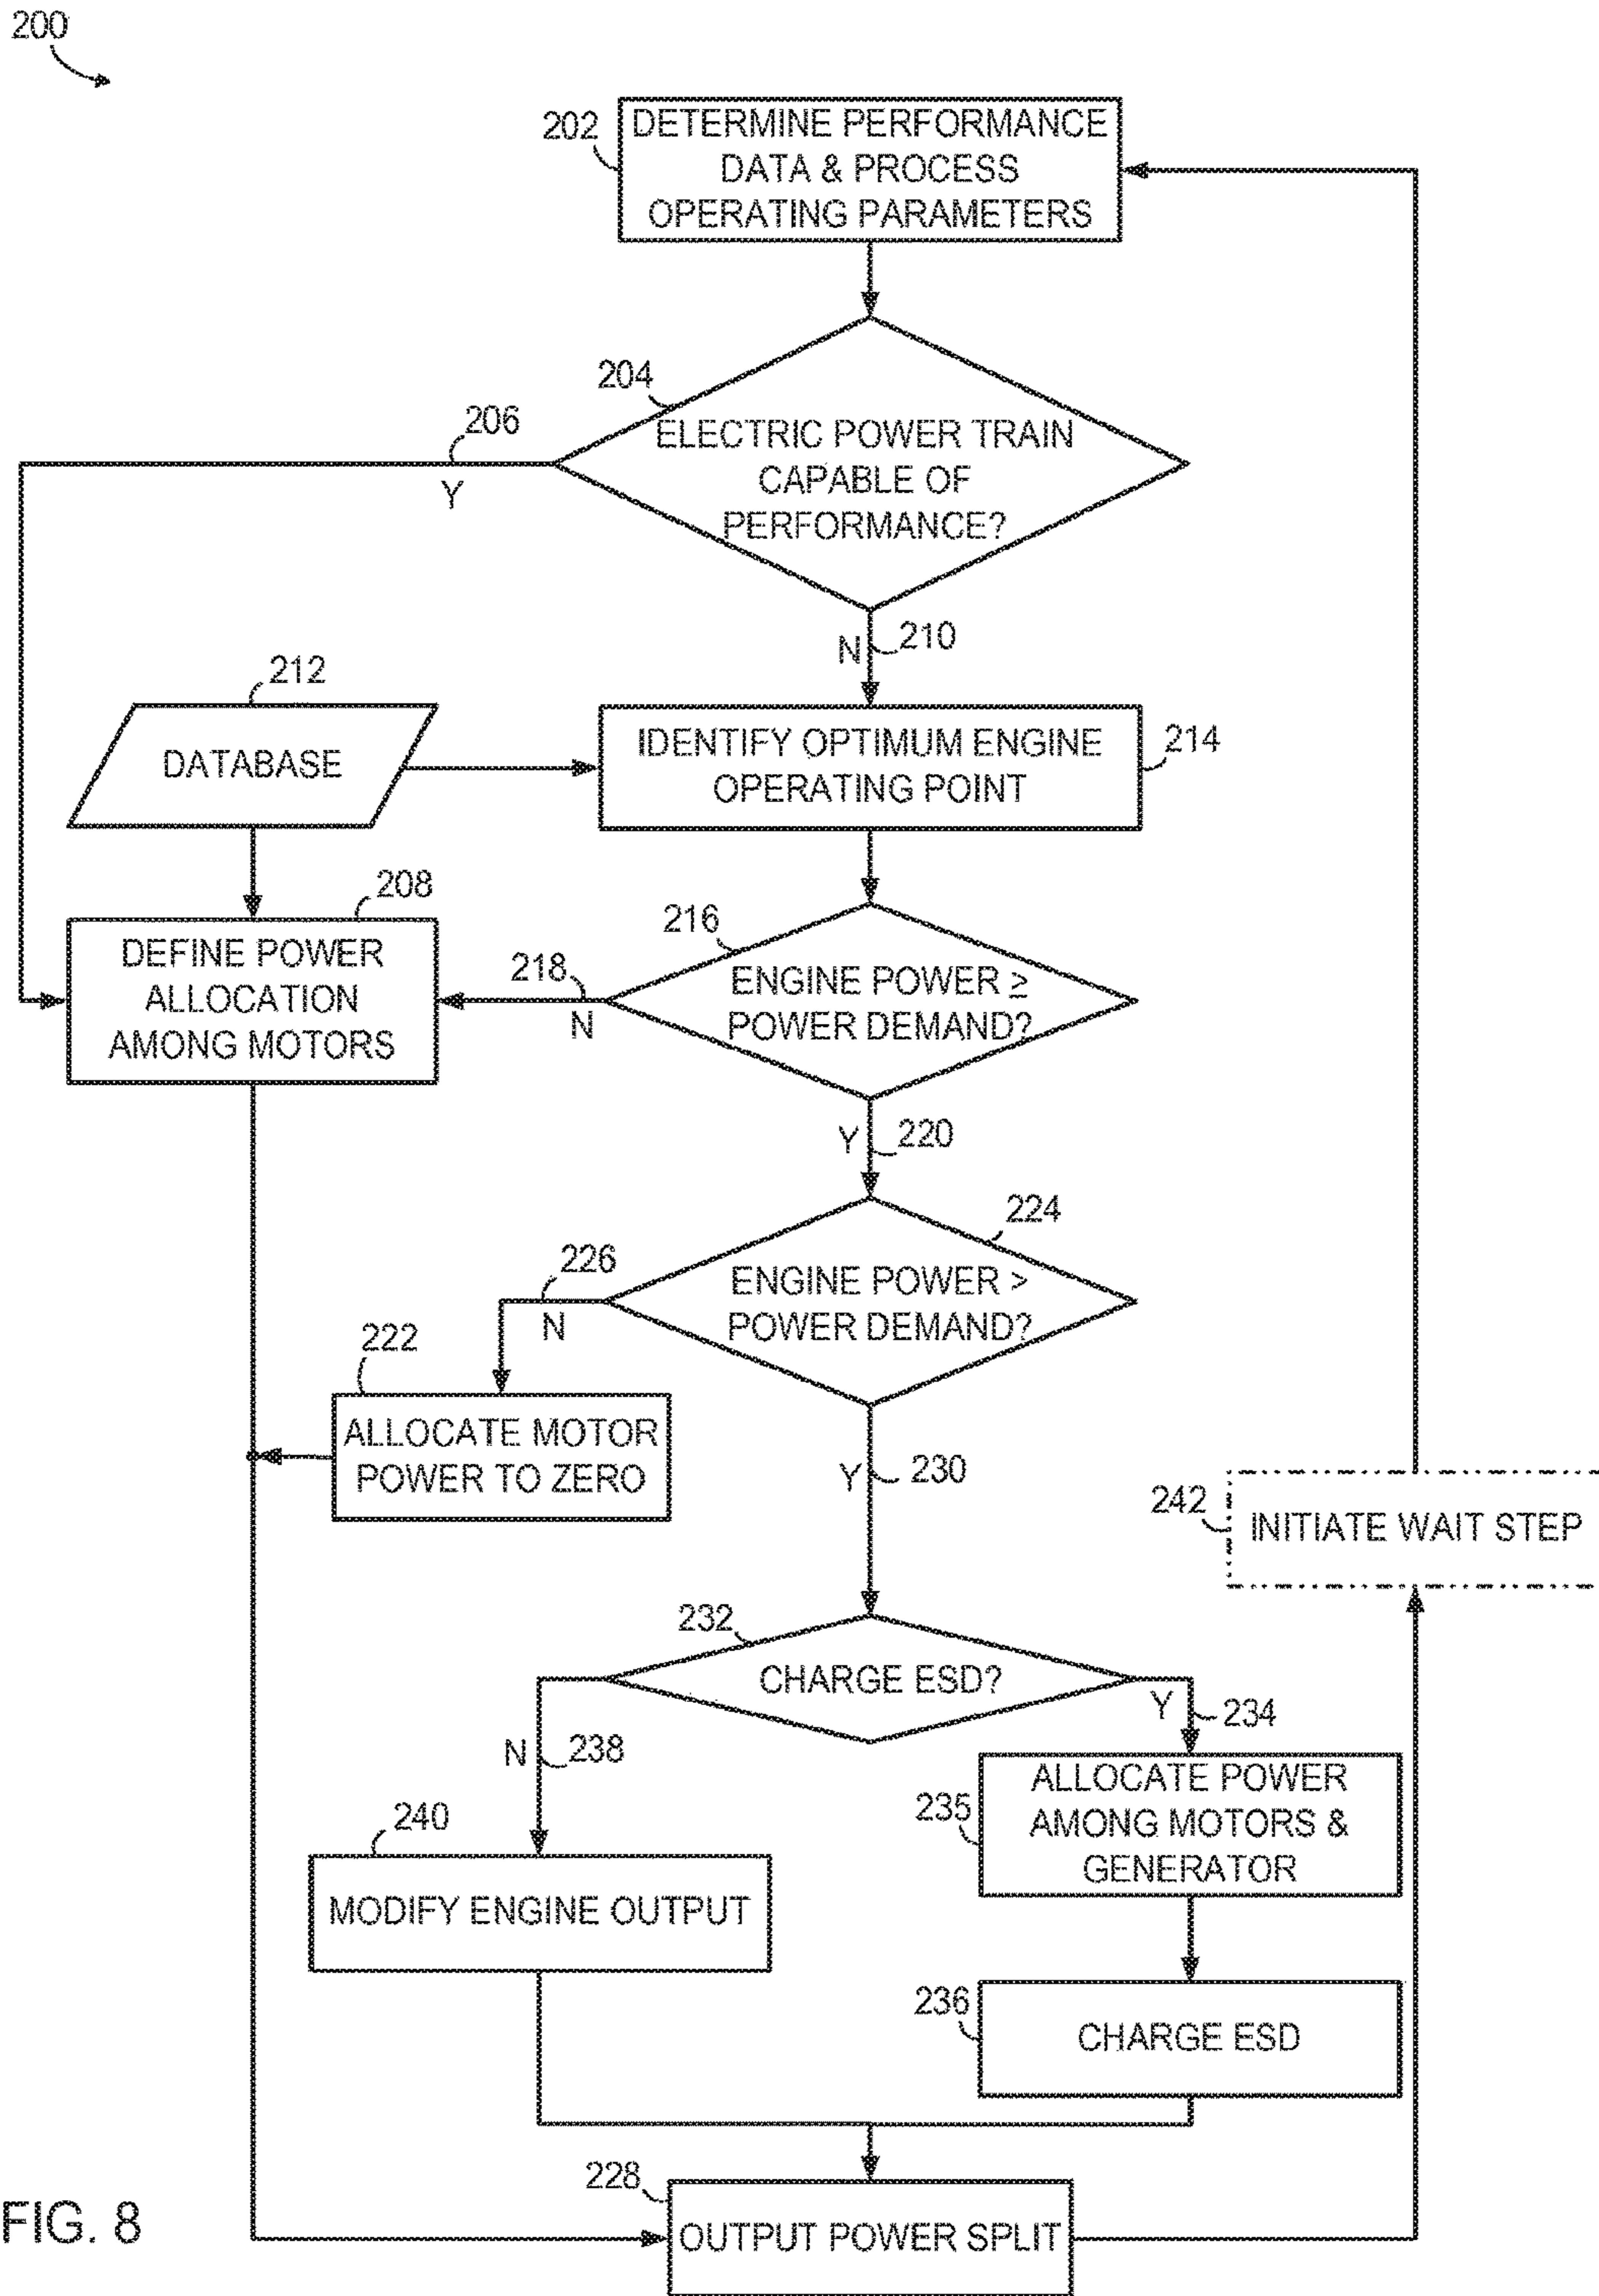 200
202
DETERMINE PERFORMANCE
DATA & PROCESS
OPERATING PARAMETERS
204
ELECTRIC POWER TRAIN
CAPABLE OF
PERFORMANCE?
206
Y
N
210
212
DATABASE
IDENTIFY OPTIMUM ENGINE
OPERATING POINT
214
208
DEFINE POWER
ALLOCATION
AMONG MOTORS
216
ENGINE POWER ≥
POWER DEMAND?
218
N
Y
220
224
ENGINE POWER >
POWER DEMAND?
226
N
222
ALLOCATE MOTOR
POWER TO ZERO
Y
230
242
INITIATE WAIT STEP
232
CHARGE ESD?
Y
234
N
238
235
ALLOCATE POWER
AMONG MOTORS &
GENERATOR
240
MODIFY ENGINE OUTPUT
236
CHARGE ESD
228
OUTPUT POWER SPLIT
FIG. 8